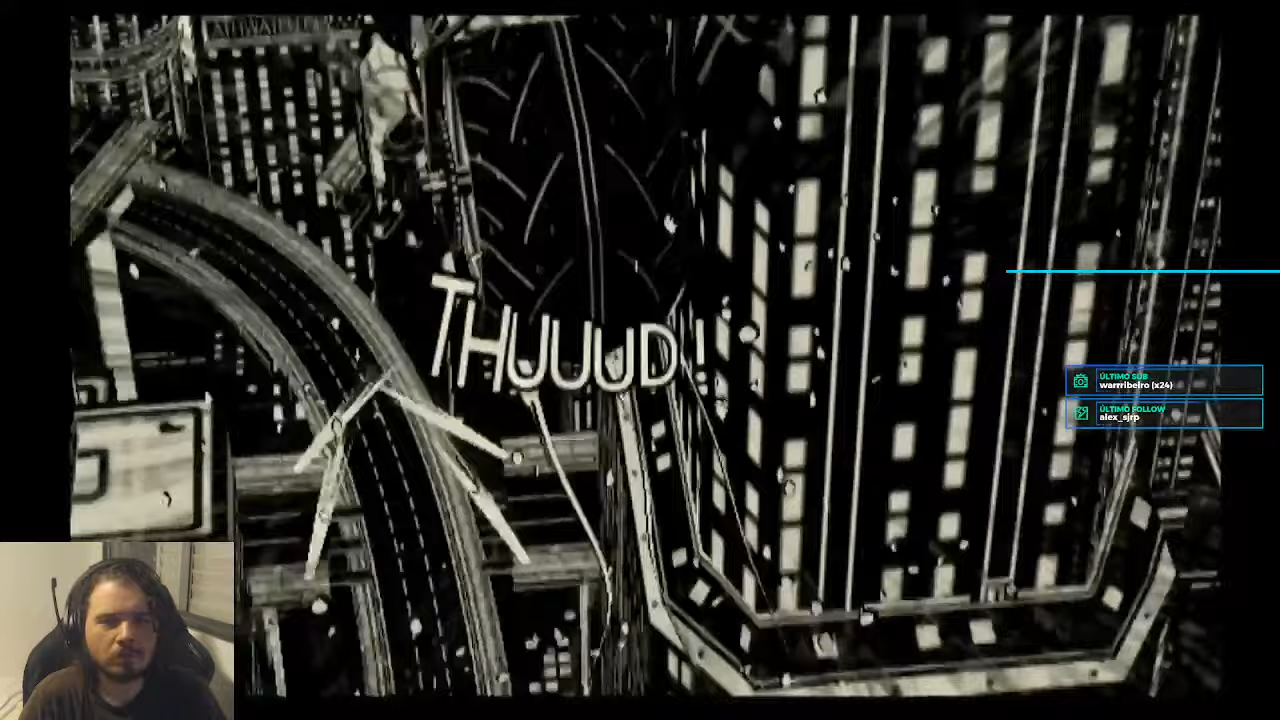 THUUUD!
ÚLTIMO SUB
warrribeiro (x24)
ÚLTIMO FOLLOW
alex_sjrp